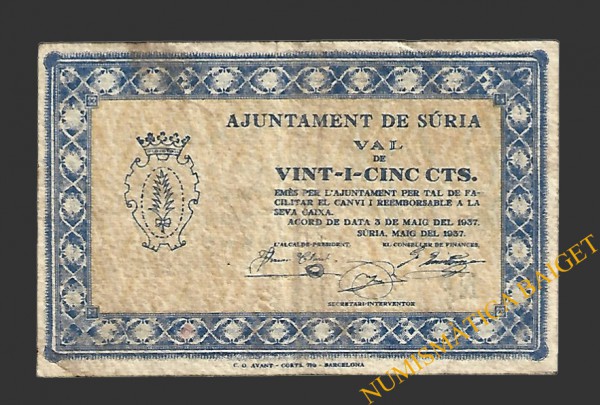 AJUNTAMENT DE SÚRIA
VAL
DE
VINT-I-CINC CTS.
EMÈS PER L'AJUNTAMENT PER TAL DE FA-
CILITAR EL CANVI I REEMBORSABLE A LA
SEVA CAIXA.
ACORD DE DATA 3 DE MAIG DEL 1937.
SÚRIA, MAIG DEL 1937.
L'ALCALDE-PRESIDENT, EL CONSELLER DE FINANCES,
SECRETARI-INTERVENTOR
C. O. AVANT - CORTS, 719 - BARCELONA
NUMISMÀTICA BAIGET